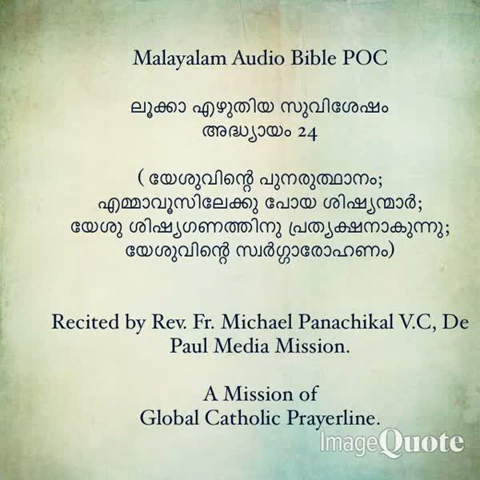 Malayalam Audio Bible POC
ലൂക്കാ എഴുതിയ സുവിശേഷം
അദ്ധ്യായം 24
( യേശുവിന്റെ പുനരുത്ഥാനം;
എമ്മാവൂസിലേക്കു പോയ ശിഷ്യന്മാർ;
യേശു ശിഷ്യഗണത്തിനു പ്രത്യക്ഷനാകുന്നു;
യേശുവിന്റെ സ്വർഗ്ഗാരോഹണം)
Recited by Rev. Fr. Michael Panachikal V.C, De
Paul Media Mission.
A Mission of
Global Catholic Prayerline.
ImageQuote